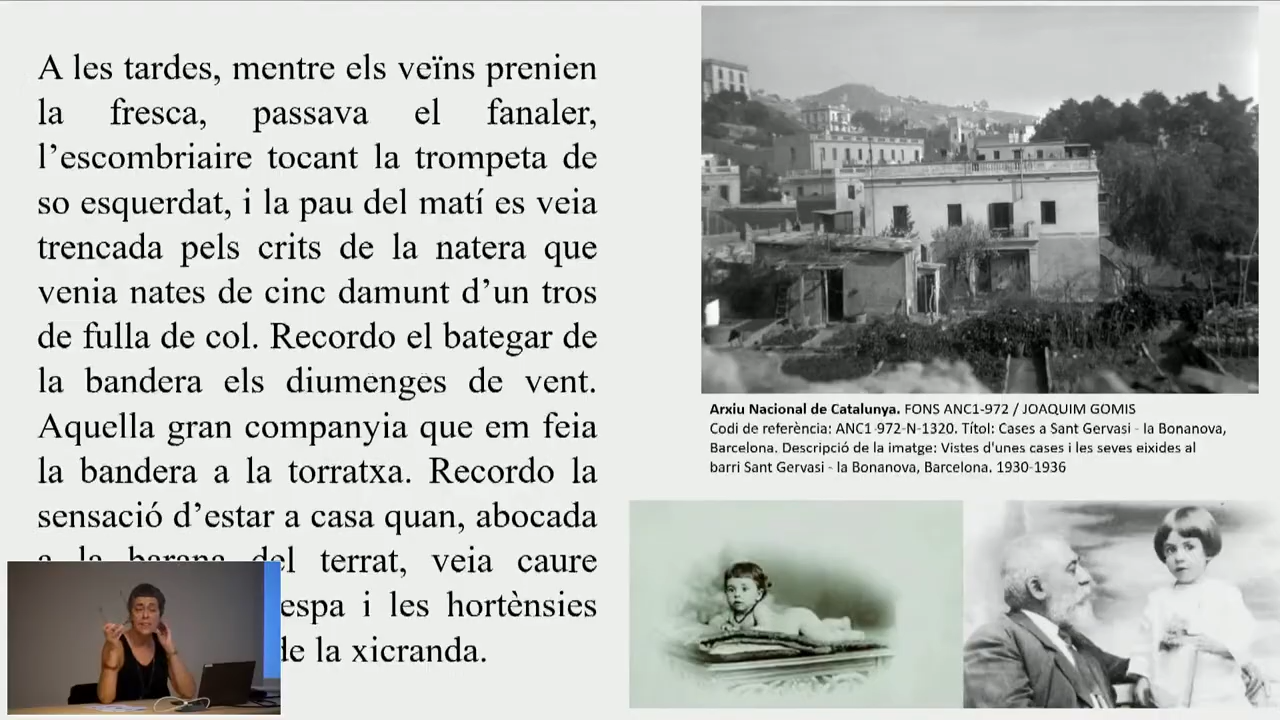 A les tardes, mentre els veïns prenien
la fresca, passava el fanaler,
l’escombriaire tocant la trompeta de
so esquerdat, i la pau del matí es veia
trencada pels crits de la natera que
venia nates de cinc damunt d’un tros
de fulla de col. Recordo el bategar de
la bandera els diumenges de vent.
Aquella gran companyia que em feia
la bandera a la torratxa. Recordo la
sensació d’estar a casa quan, abocada
a la barana del terrat, veia caure
espa i les hortènsies
de la xicranda.
Arxiu Nacional de Catalunya. FONS ANC1-972 / JOAQUIM GOMIS
Codi de referència: ANC1-972-N-1320. Títol: Cases a Sant Gervasi - la Bonanova,
Barcelona. Descripció de la imatge: Vistes d'unes cases i les seves eixides al
barri Sant Gervasi - la Bonanova, Barcelona. 1930-1936